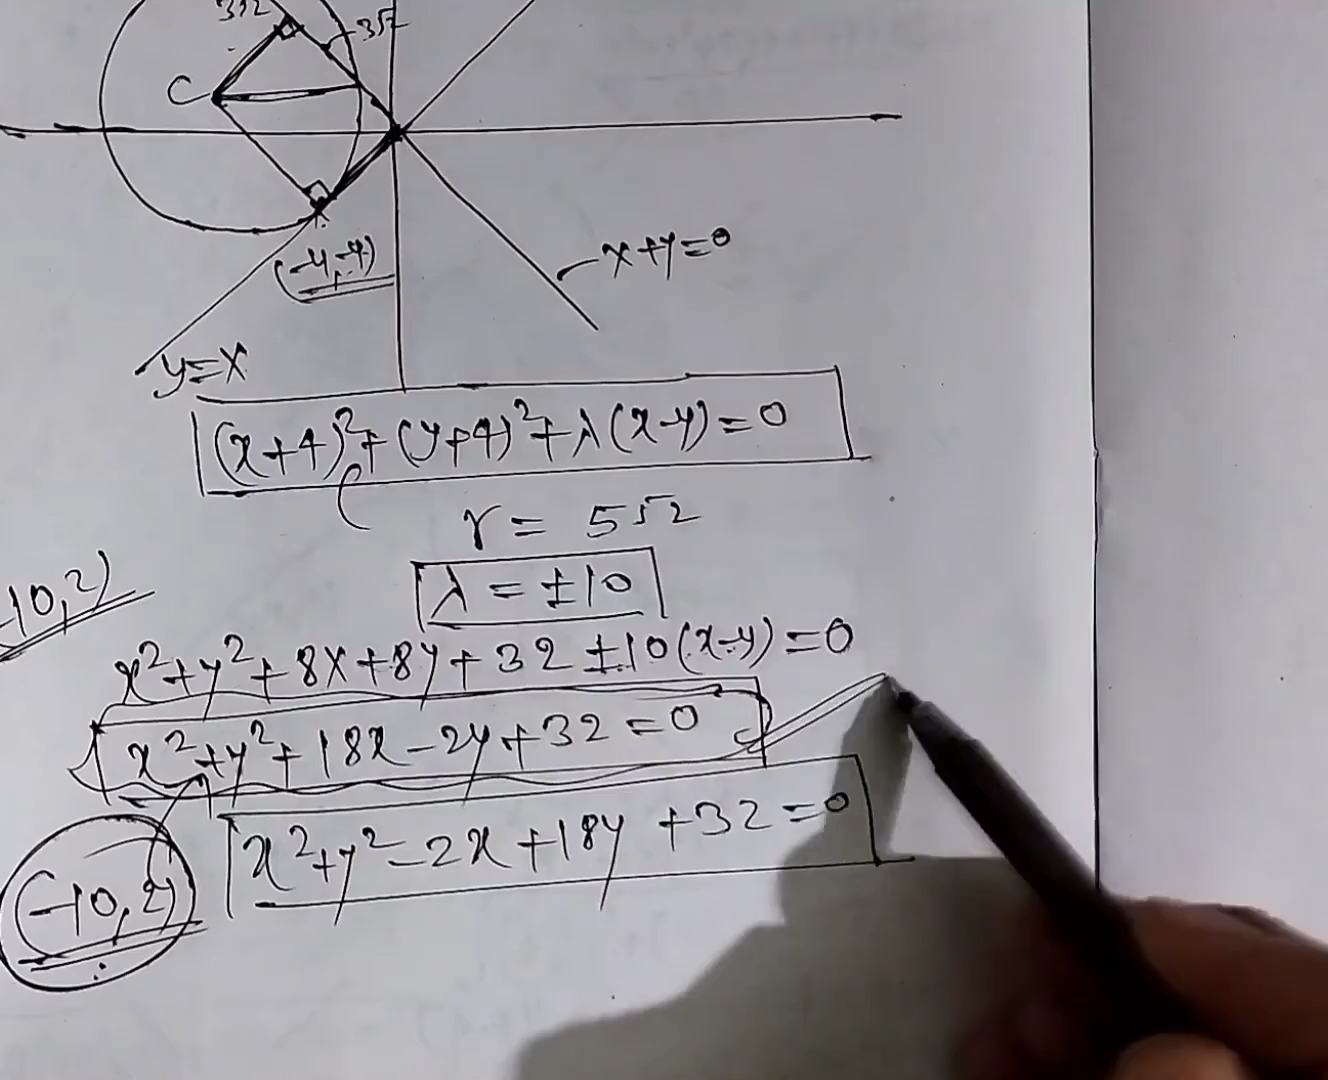 3√2
3√2
C
(-4,-4)
x+y=0
y=x
(x+4)²+(y+4)²+λ(x-y)=0
r = 5√2
-10,2)
λ = ±10
x²+y²+8x+8y+32±10(x-y)=0
x²+y²+18x-2y+32=0
x²+y²-2x+18y+32=0
(-10,2)